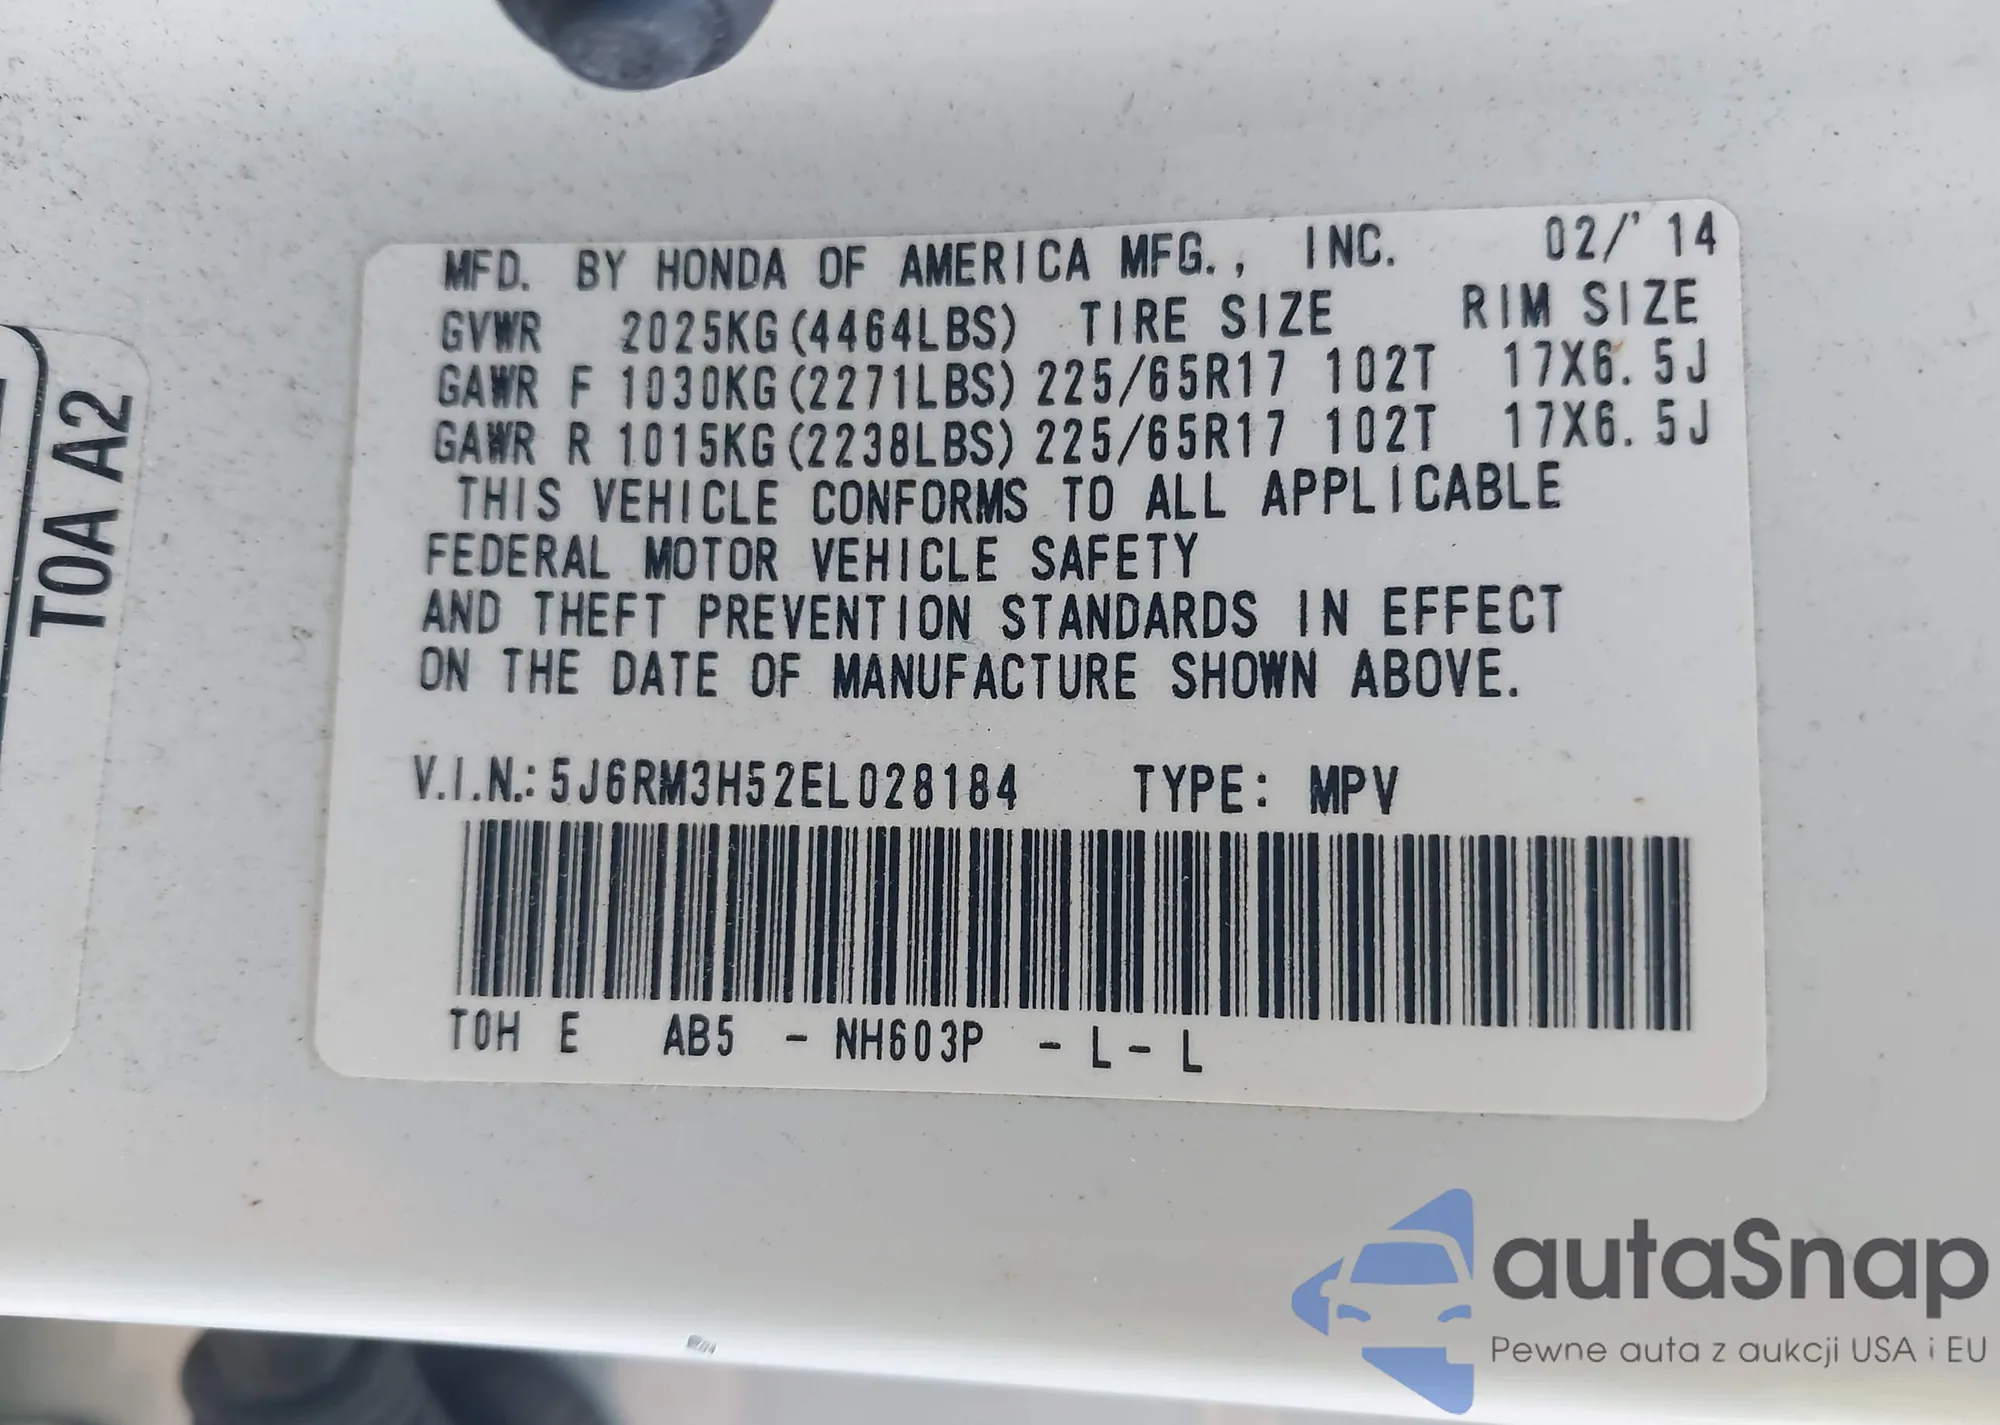 MFD. BY HONDA OF AMERICA MFG., INC. 02/'14
GVWR 2025KG(4464LBS) TIRE SIZE RIM SIZE
GAWR F 1030KG(2271LBS) 225/65R17 102T 17X6.5J
GAWR R 1015KG(2238LBS) 225/65R17 102T 17X6.5J
THIS VEHICLE CONFORMS TO ALL APPLICABLE
FEDERAL MOTOR VEHICLE SAFETY
AND THEFT PREVENTION STANDARDS IN EFFECT
ON THE DATE OF MANUFACTURE SHOWN ABOVE.
V.I.N.: 5J6RM3H52EL028184 TYPE: MPV
T0H E AB5 - NH603P - L - L
T0A A2
autaSnap
Pewne auta z aukcji USA i EU